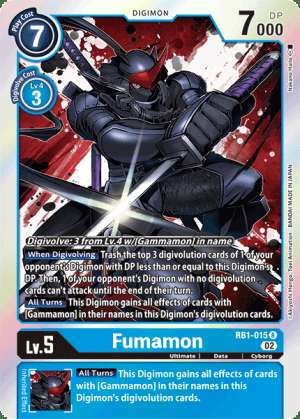 DIGIMON
Play Cost
7
7000
DP
Digivolve Cost
Lv.4
3
Digivolve: 3 from Lv.4 w/[Gammamon] in name
When Digivolving Trash the top 3 digivolution cards of 1 of your
opponent's Digimon with DP less than or equal to this Digimon's
DP. Then, 1 of your opponent's Digimon with no digivolution
cards can't attack until the end of their turn.
All Turns This Digimon gains all effects of
cards with [Gammamon] in their names in this
Digimon's digivolution cards.
RB1-015 R
02
Lv.5
Fumamon
Ultimate
Data
Cyborg
Inherited Effect
All Turns This Digimon gains all effects of cards
with [Gammamon] in their names in this
Digimon's digivolution cards.